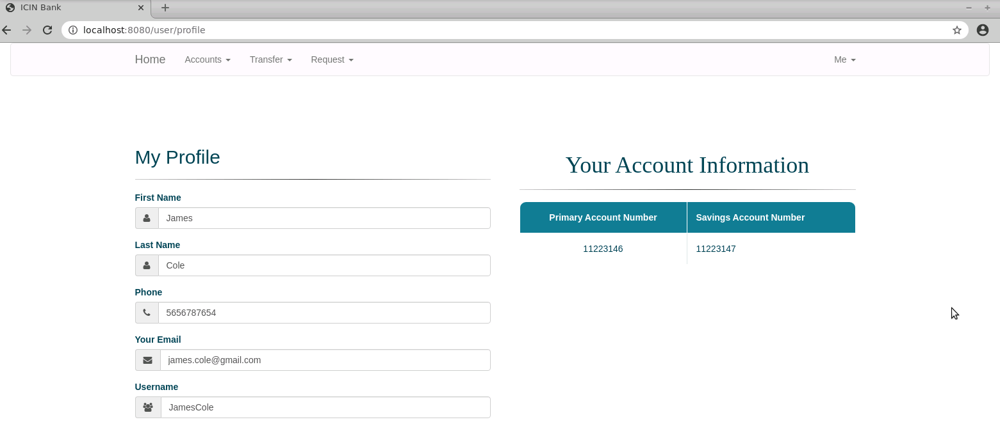 ICIN Bank
localhost:8080/user/profile
Home Accounts Transfer Request Me
My Profile
First Name
James
Last Name
Cole
Phone
5656787654
Your Email
james.cole@gmail.com
Username
JamesCole
Your Account Information
Primary Account Number Savings Account Number
11223146 11223147